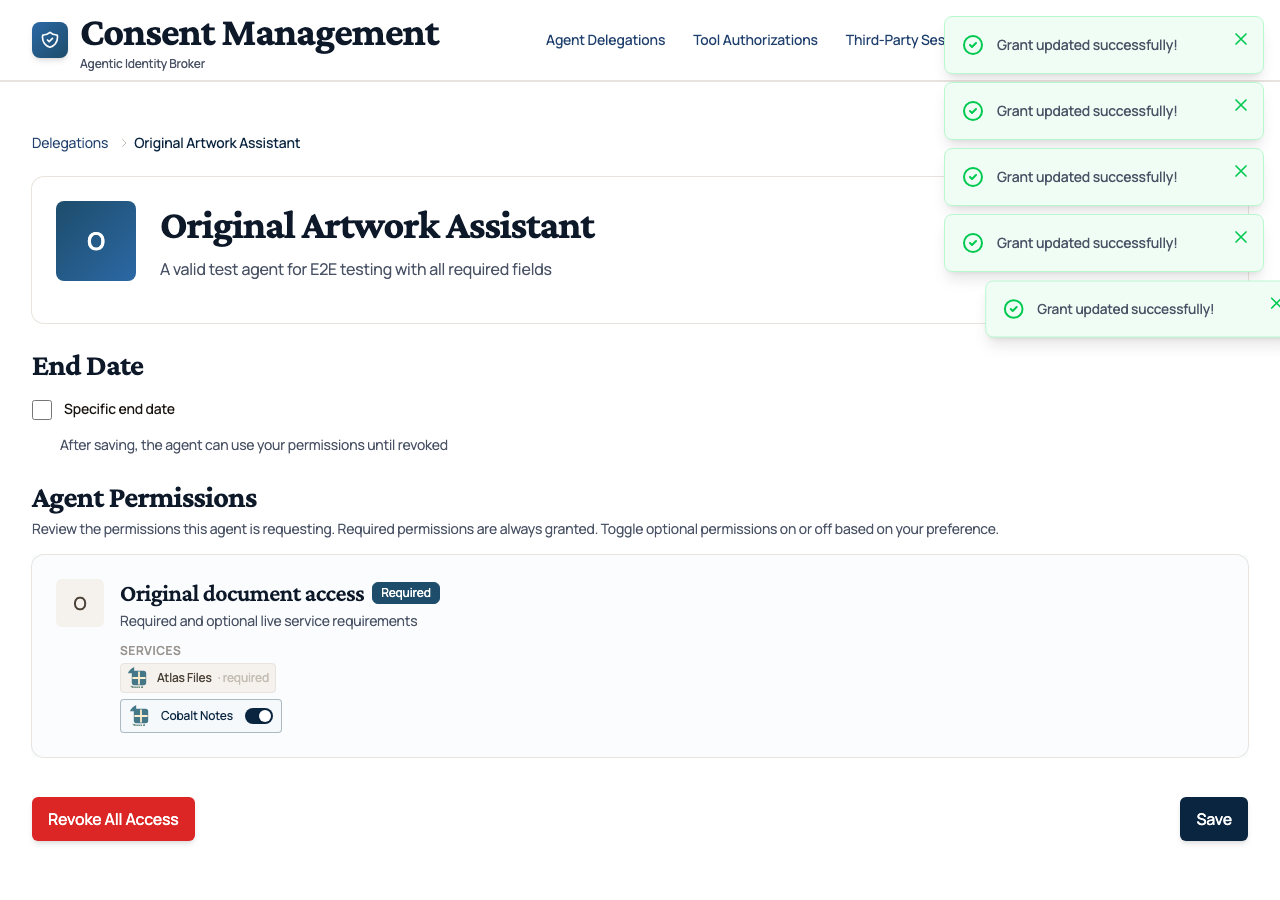 Consent Management
Agentic Identity Broker
Agent Delegations
Tool Authorizations
Third-Party Ses
Grant updated successfully!
Grant updated successfully!
Grant updated successfully!
Grant updated successfully!
Grant updated successfully!
Delegations
Original Artwork Assistant
O
Original Artwork Assistant
A valid test agent for E2E testing with all required fields
End Date
Specific end date
After saving, the agent can use your permissions until revoked
Agent Permissions
Review the permissions this agent is requesting. Required permissions are always granted. Toggle optional permissions on or off based on your preference.
O
Original document access
Required
Required and optional live service requirements
SERVICES
Atlas Files · required
Cobalt Notes
Revoke All Access
Save